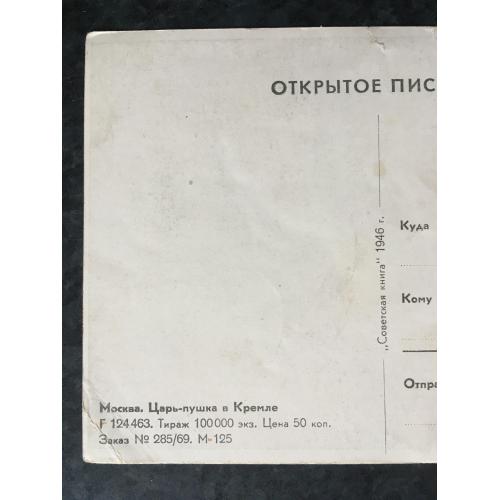 ОТКРЫТОЕ ПИС
„Советская книга" 1946 г.
Куда
Кому
Отпра
Москва. Царь-пушка в Кремле
F 124463. Тираж 100000 экз. Цена 50 коп.
Заказ № 285/69. М-125